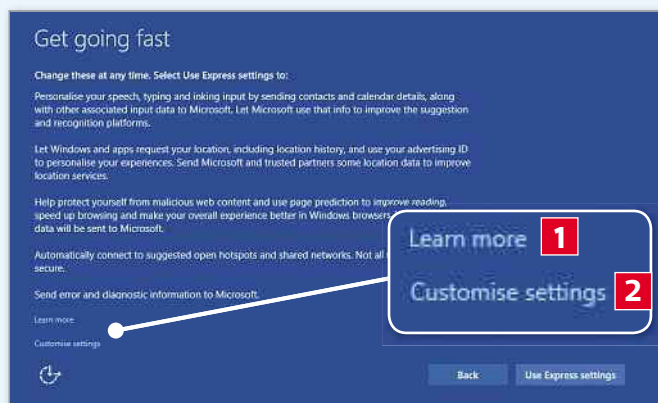 Get going fast
Change these at any time. Select Use Express settings to:
Personalise your speech, typing and inking input by sending contacts and calendar details, along
with other associated input data to Microsoft. Let Microsoft use that info to improve the suggestion
and recognition platforms.
Let Windows and apps request your location, including location history, and use your advertising ID
to personalise your experiences. Send Microsoft and trusted partners some location data to improve
location services.
Help protect yourself from malicious web content and use page prediction to improve reading,
speed up browsing and make your overall experience better in Windows browsers.
data will be sent to Microsoft.
Automatically connect to suggested open hotspots and shared networks. Not all
secure.
Send error and diagnostic information to Microsoft.
Learn more
Customise settings
Learn more 1
Customise settings 2
Back
Use Express settings